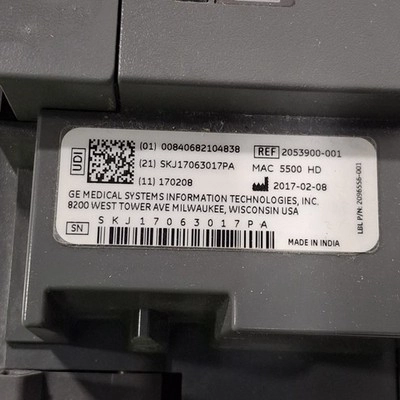 UDI
(01) 00840682104838
REF 2053900-001
(21) SKJ17063017PA
MAC 5500 HD
(11) 170208
2017-02-08
GE MEDICAL SYSTEMS INFORMATION TECHNOLOGIES, INC.
8200 WEST TOWER AVE MILWAUKEE, WISCONSIN USA
SN
SKJ17063017PA
MADE IN INDIA
LBL P/N: 2098556-001